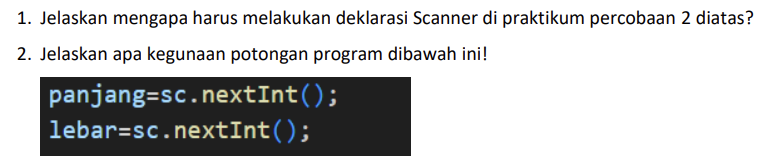 1. Jelaskan mengapa harus melakukan deklarasi Scanner di praktikum percobaan 2 diatas?
2. Jelaskan apa kegunaan potongan program dibawah ini!
panjang=sc.nextInt();
lebar=sc.nextInt();